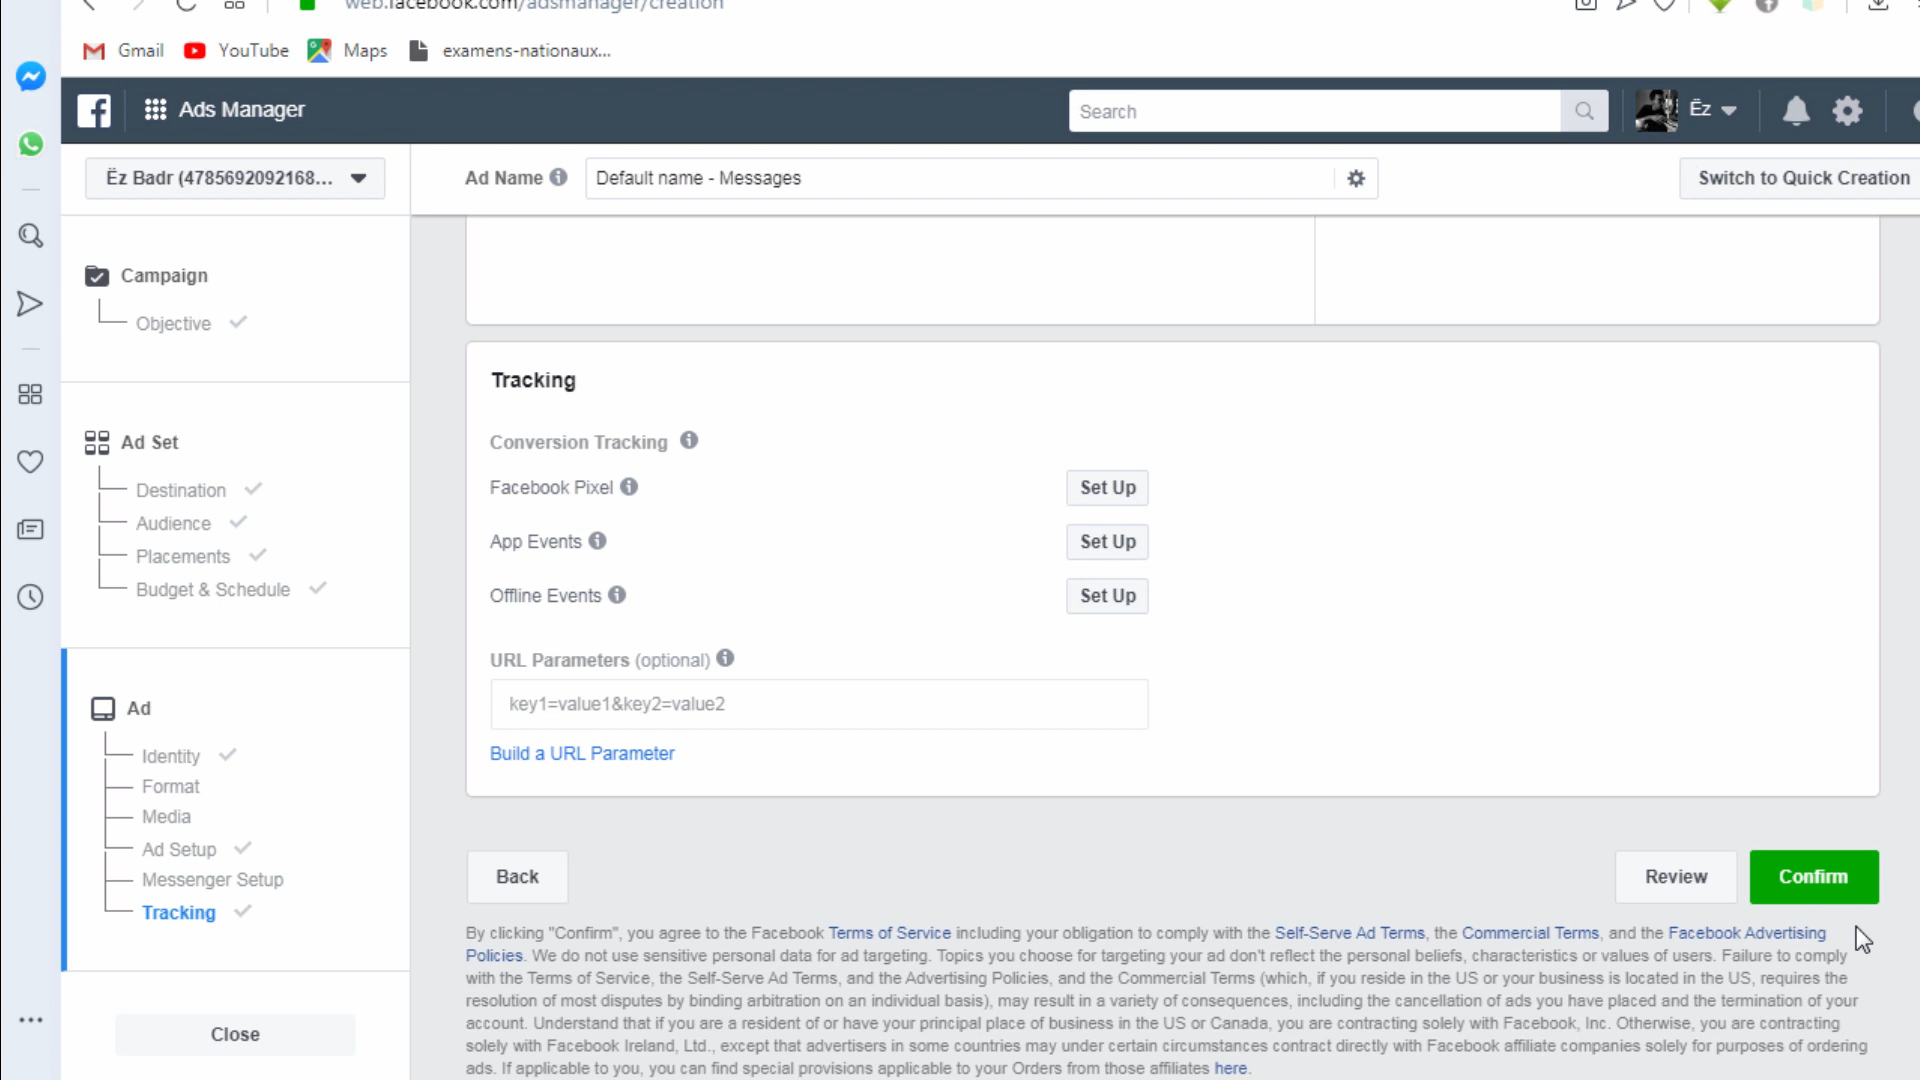 web.facebook.com/adsmanager/creation
Gmail YouTube Maps examens-nationaux...
Ads Manager Search Ëz
Ëz Badr (4785692092168... Ad Name Default name - Messages Switch to Quick Creation
Campaign
Objective
Ad Set
Destination
Audience
Placements
Budget & Schedule
Ad
Identity
Format
Media
Ad Setup
Messenger Setup
Tracking
Close
Tracking
Conversion Tracking
Facebook Pixel Set Up
App Events Set Up
Offline Events Set Up
URL Parameters (optional)
key1=value1&key2=value2
Build a URL Parameter
Back Review Confirm
By clicking "Confirm", you agree to the Facebook Terms of Service including your obligation to comply with the Self-Serve Ad Terms, the Commercial Terms, and the Facebook Advertising
Policies. We do not use sensitive personal data for ad targeting. Topics you choose for targeting your ad don't reflect the personal beliefs, characteristics or values of users. Failure to comply
with the Terms of Service, the Self-Serve Ad Terms, and the Advertising Policies, and the Commercial Terms (which, if you reside in the US or your business is located in the US, requires the
resolution of most disputes by binding arbitration on an individual basis), may result in a variety of consequences, including the cancellation of ads you have placed and the termination of your
account. Understand that if you are a resident of or have your principal place of business in the US or Canada, you are contracting solely with Facebook, Inc. Otherwise, you are contracting
solely with Facebook Ireland, Ltd., except that advertisers in some countries may under certain circumstances contract directly with Facebook affiliate companies solely for purposes of ordering
ads. If applicable to you, you can find special provisions applicable to your Orders from those affiliates here.